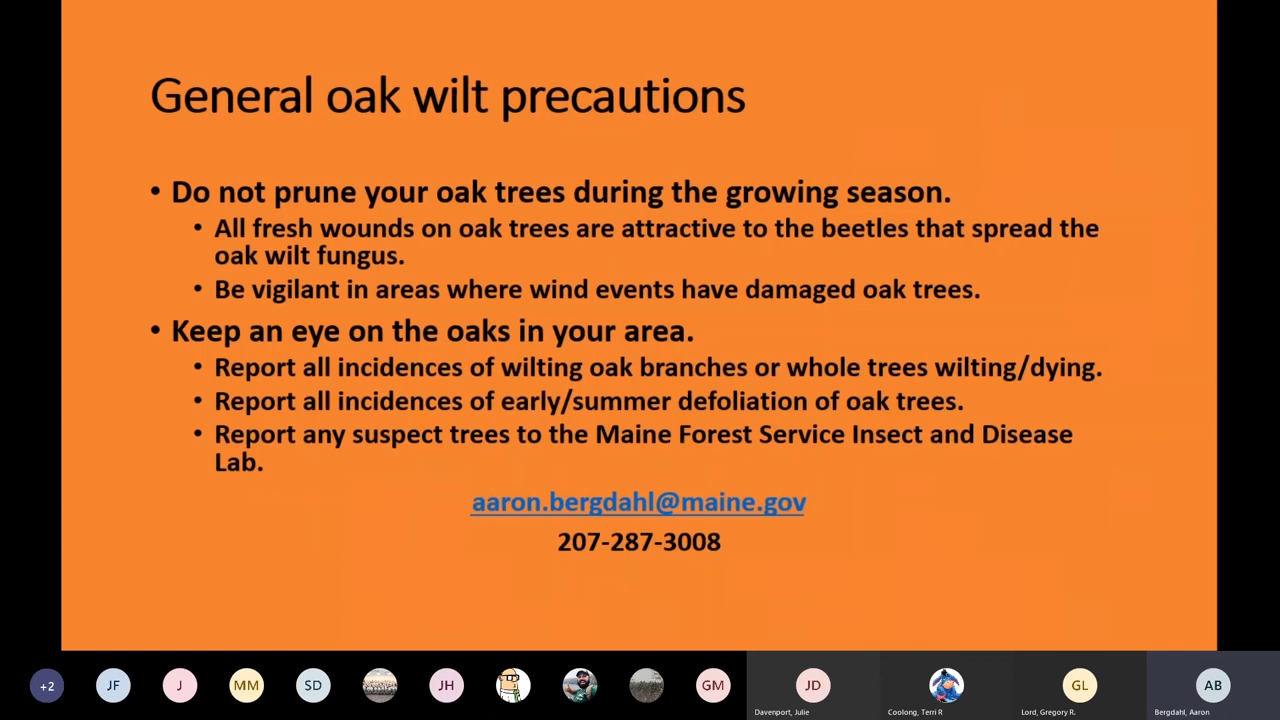 General oak wilt precautions
• Do not prune your oak trees during the growing season.
• All fresh wounds on oak trees are attractive to the beetles that spread the
oak wilt fungus.
• Be vigilant in areas where wind events have damaged oak trees.
• Keep an eye on the oaks in your area.
• Report all incidences of wilting oak branches or whole trees wilting/dying.
• Report all incidences of early/summer defoliation of oak trees.
• Report any suspect trees to the Maine Forest Service Insect and Disease
Lab.
aaron.bergdahl@maine.gov
207-287-3008
+2 JF J MM SD JH GM JD GL AB
Davenport, Julie Coolong, Terri R Lord, Gregory R. Bergdahl, Aaron